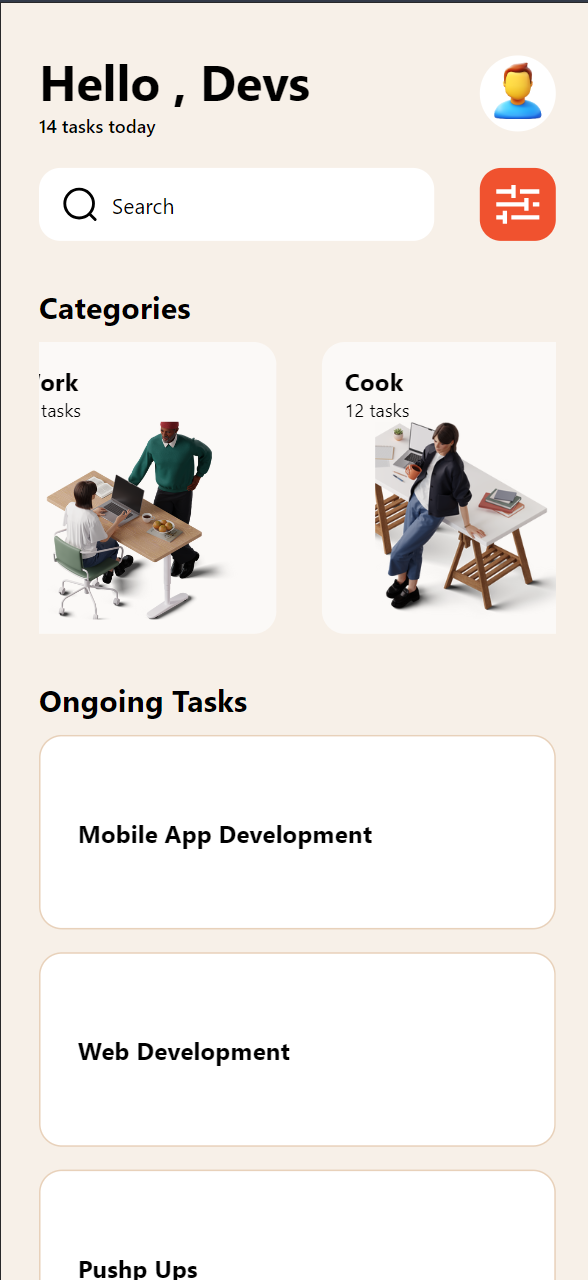 Hello , Devs
14 tasks today
Search
Categories
ork
tasks
Cook
12 tasks
Ongoing Tasks
Mobile App Development
Web Development
Pushp Ups